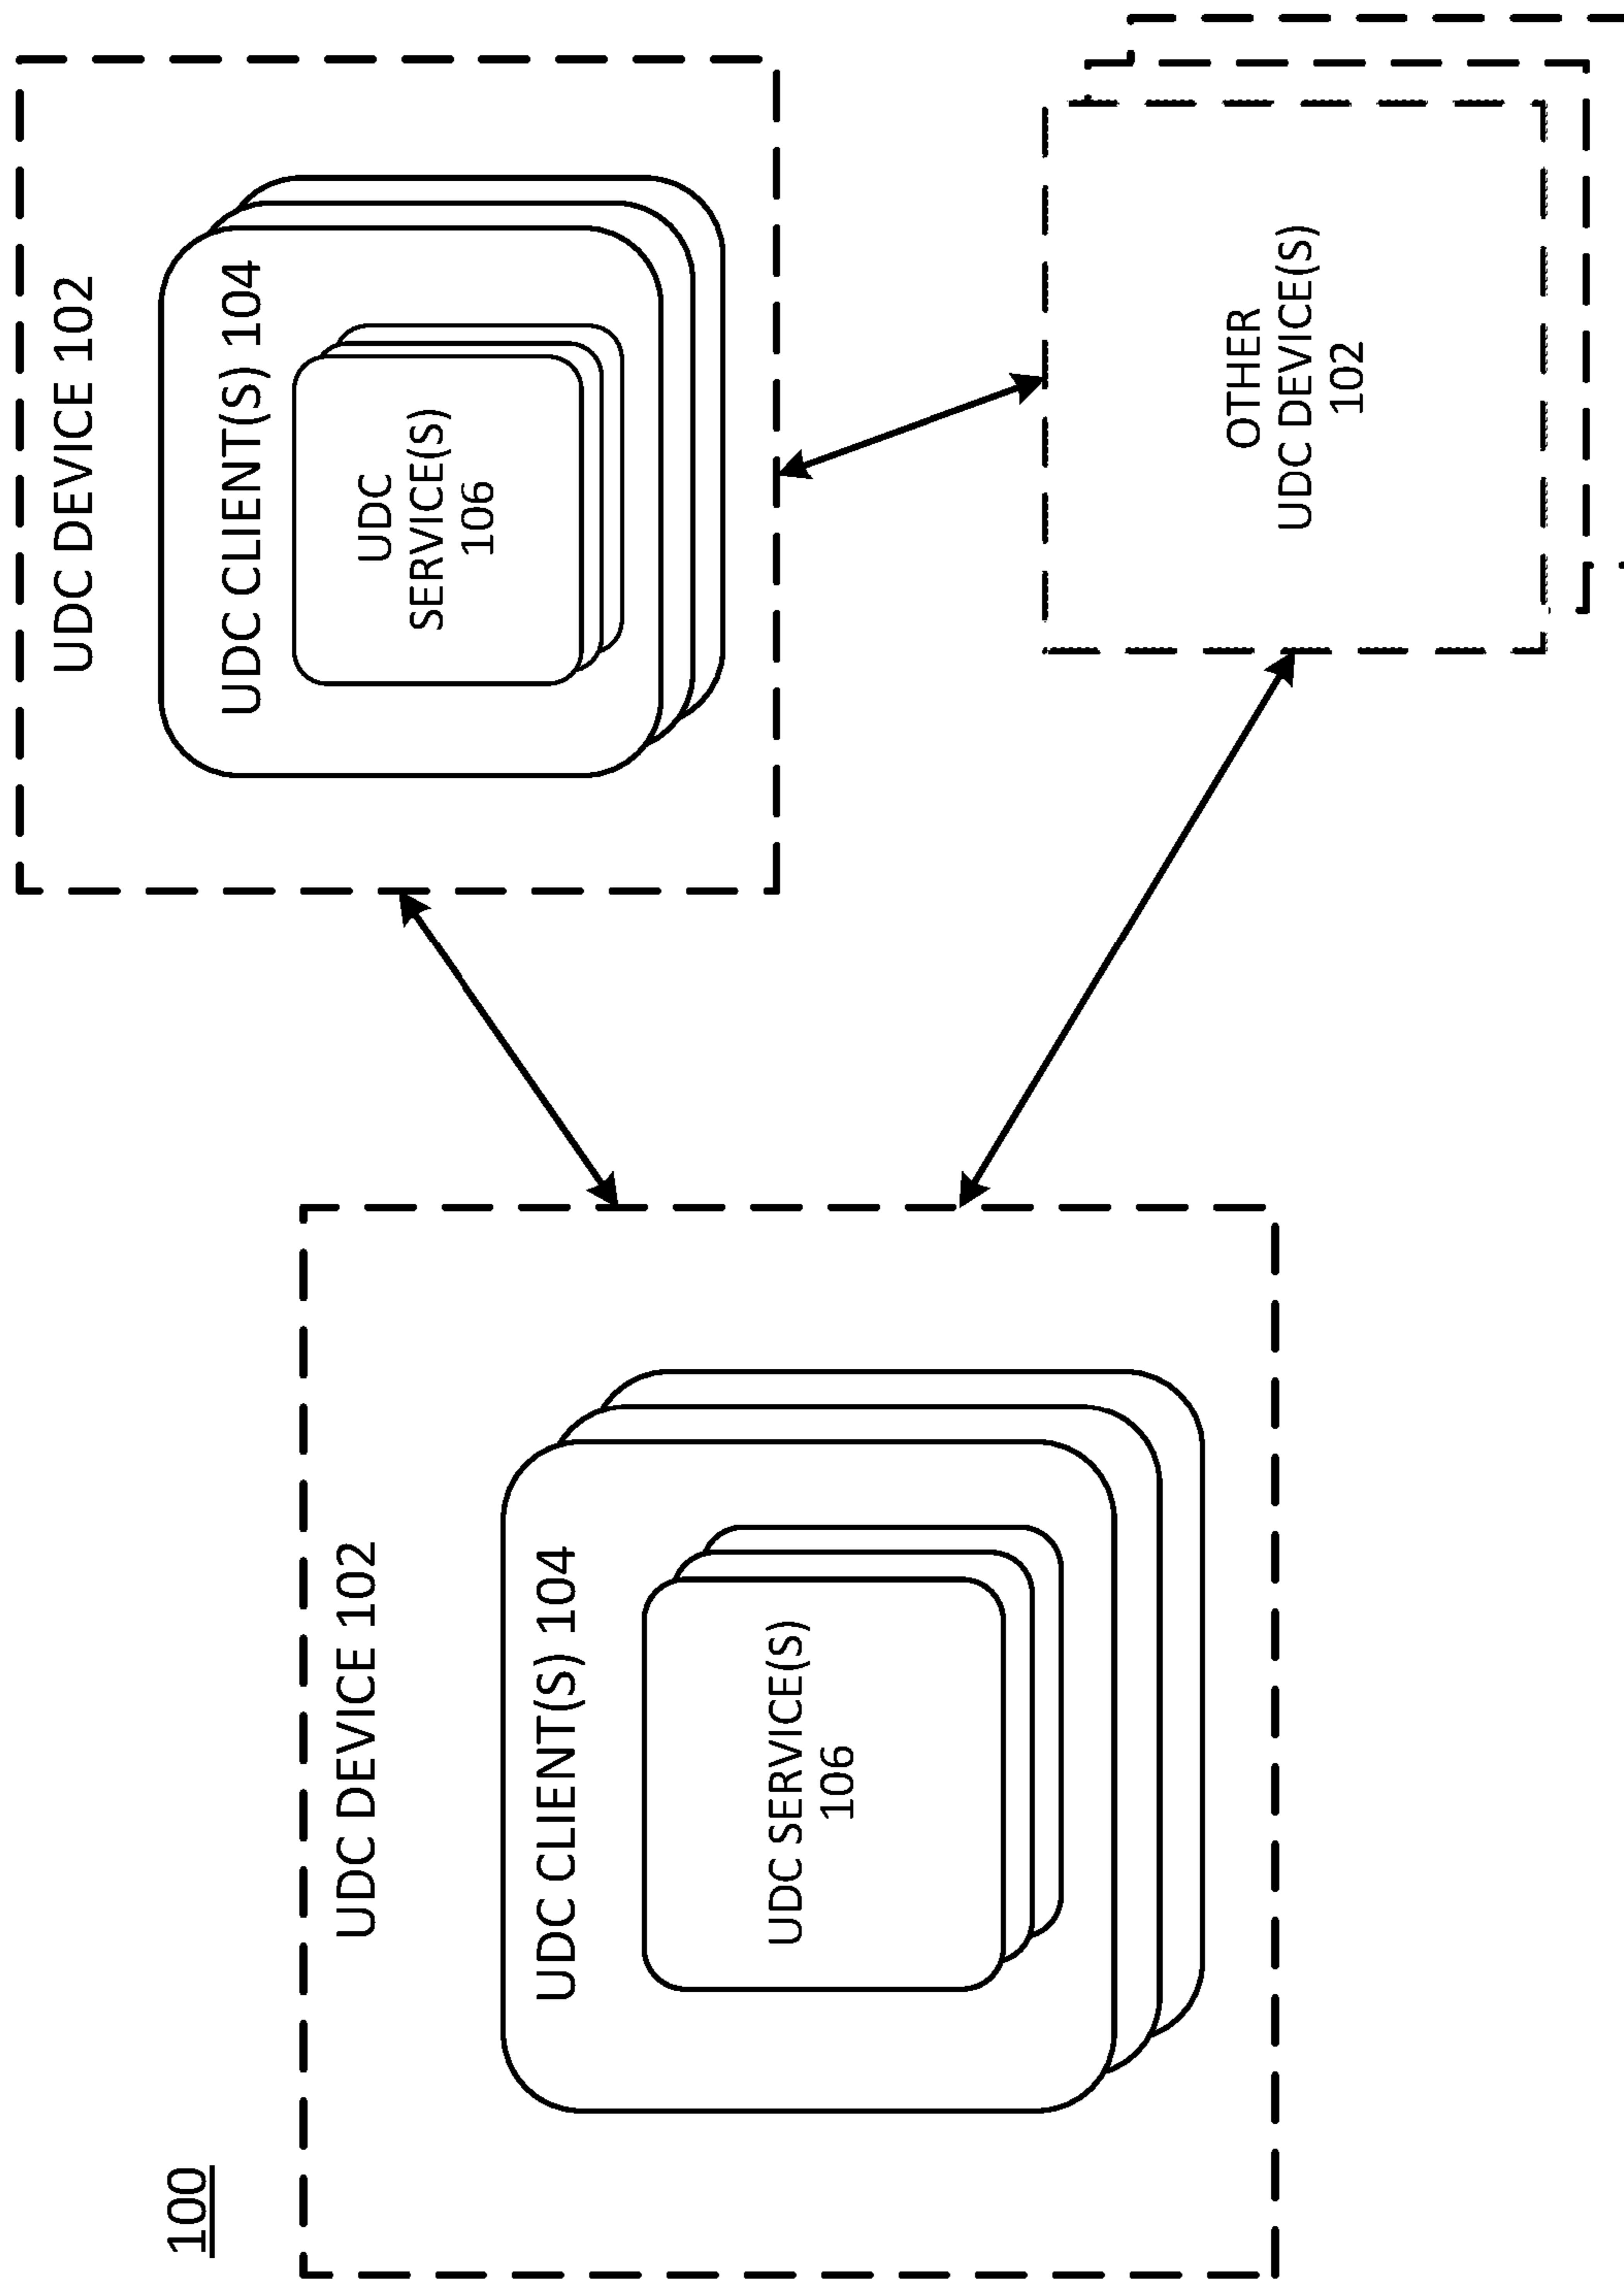 100
UDC DEVICE 102
UDC CLIENT(S) 104
UDC SERVICE(S)
106
UDC DEVICE 102
UDC CLIENT(S) 104
UDC
SERVICE(S)
106
OTHER
UDC DEVICE(S)
102